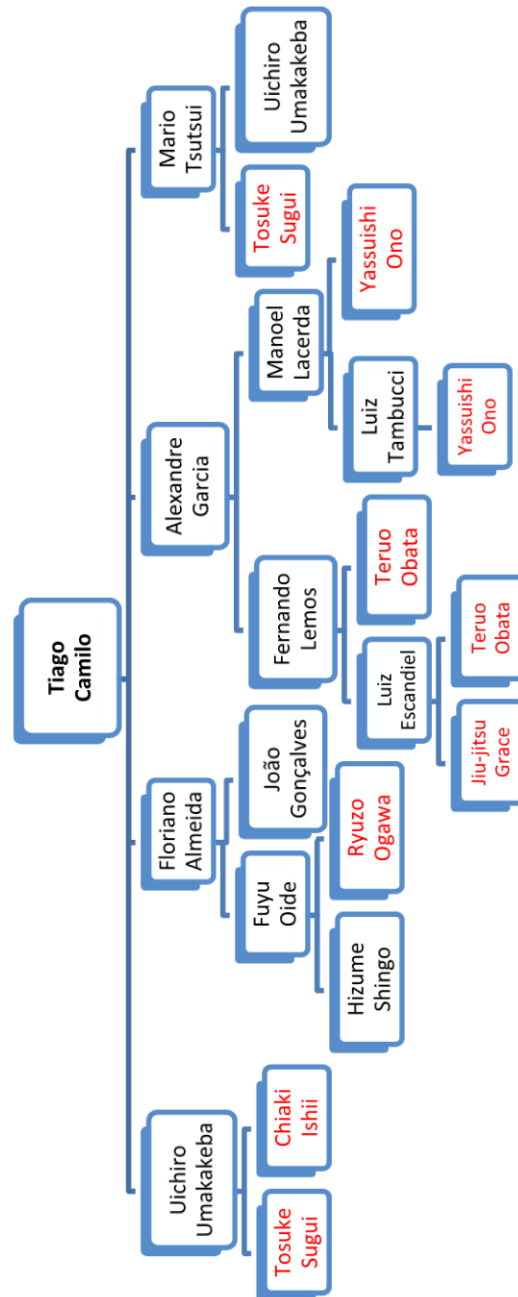 Tiago
Camilo
Uichiro
Umakakeba
Floriano
Almeida
Alexandre
Garcia
Mario
Tsutsui
Tosuke
Sugui
Chiaki
Ishii
Fuyu
Oide
João
Gonçalves
Fernando
Lemos
Manoel
Lacerda
Tosuke
Sugui
Uichiro
Umakakeba
Hizume
Shingo
Ryuzo
Ogawa
Luiz
Escandiel
Teruo
Obata
Luiz
Tambucci
Yassuishi
Ono
Jiu-jitsu
Grace
Teruo
Obata
Yassuishi
Ono